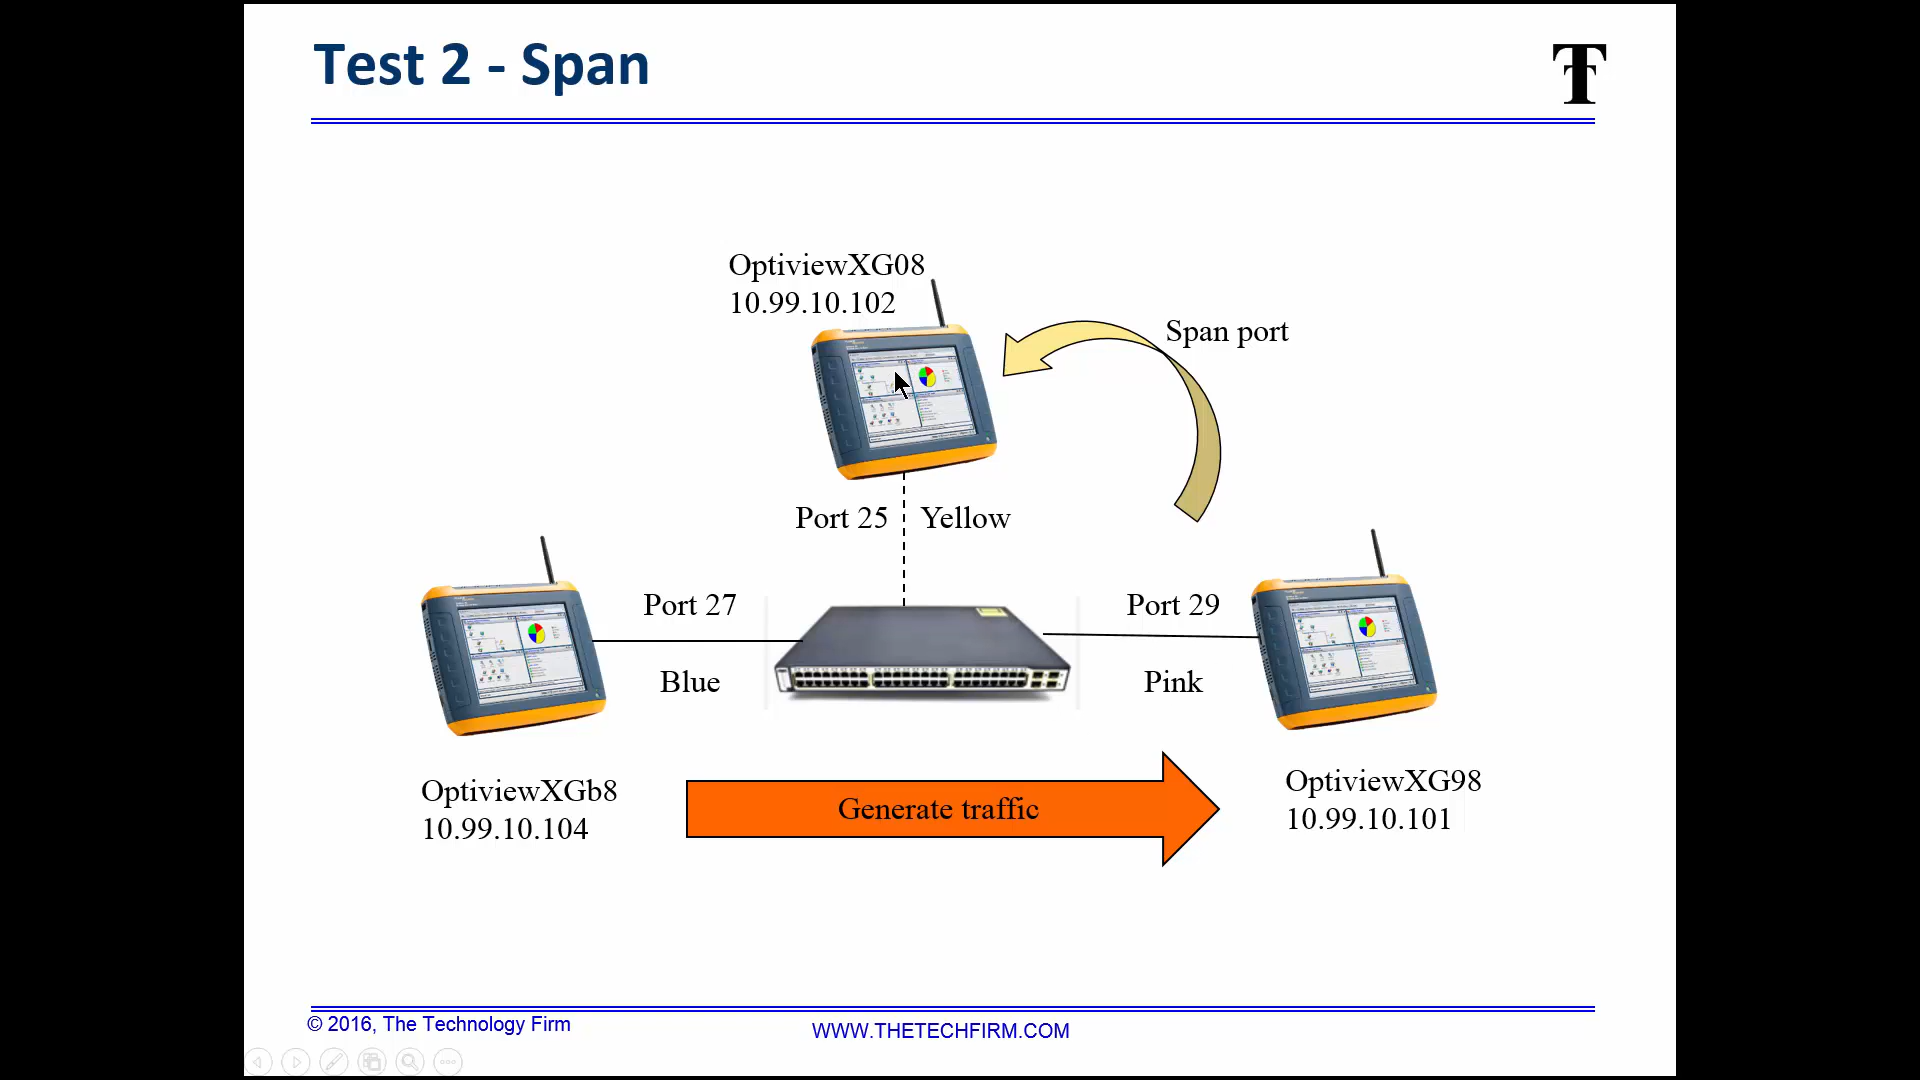 Test 2 - Span
TT
OptiviewXG08
10.99.10.102
Span port
Port 25
Yellow
Port 27
Port 29
Blue
Pink
OptiviewXGb8
10.99.10.104
Generate traffic
OptiviewXG98
10.99.10.101
© 2016, The Technology Firm
WWW.THETECHFIRM.COM